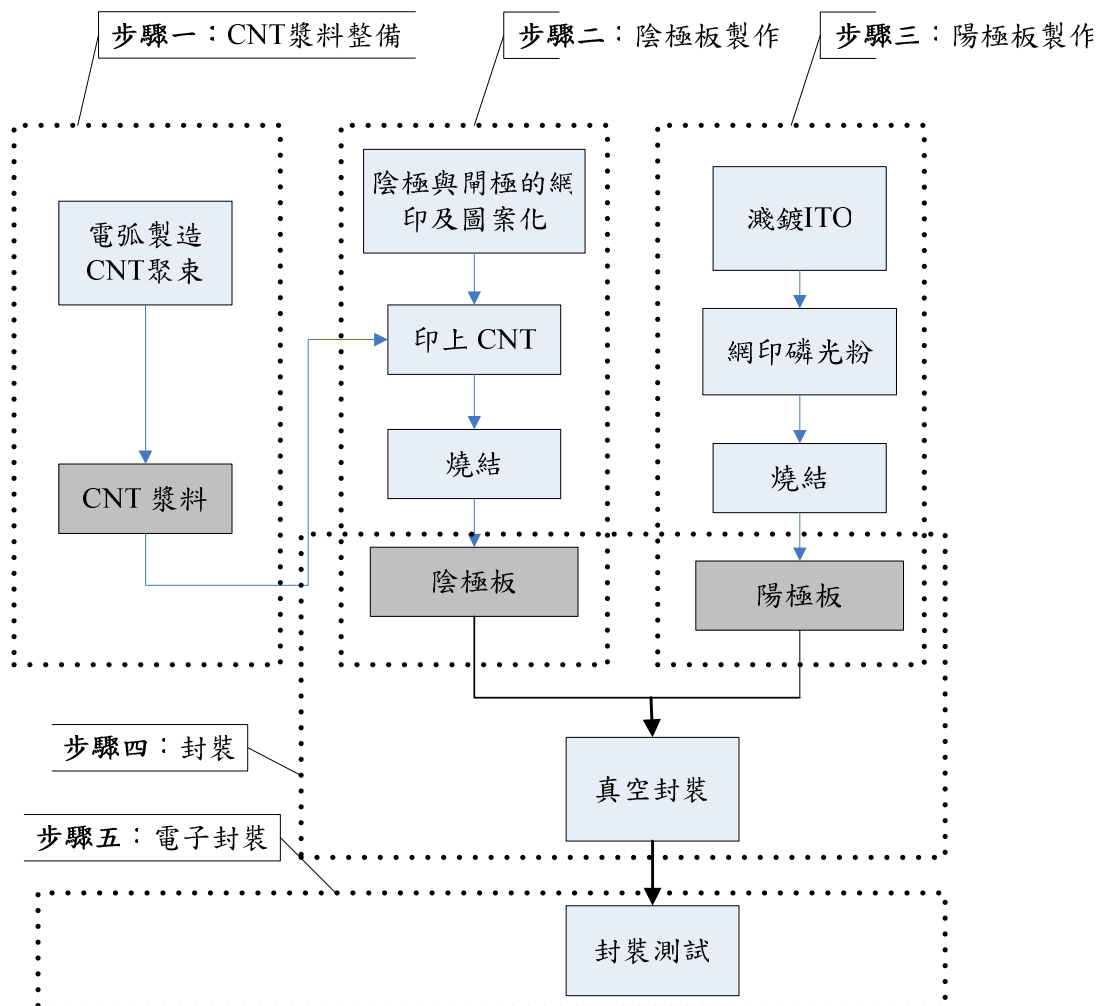 步驟一：CNT漿料整備
步驟二：陰極板製作
步驟三：陽極板製作
電弧製造
CNT聚束
CNT 漿料
陰極與閘極的網
印及圖案化
印上 CNT
燒結
陰極板
濺鍍ITO
網印磷光粉
燒結
陽極板
步驟四：封裝
真空封裝
步驟五：電子封裝
封裝測試